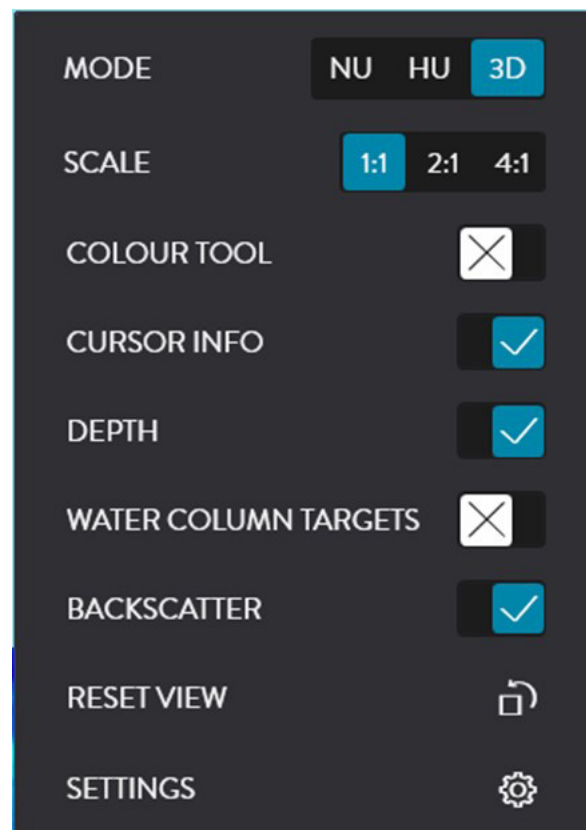 MODE NU HU 3D
SCALE 1:1 2:1 4:1
COLOUR TOOL
CURSOR INFO
DEPTH
WATER COLUMN TARGETS
BACKSCATTER
RESET VIEW
SETTINGS